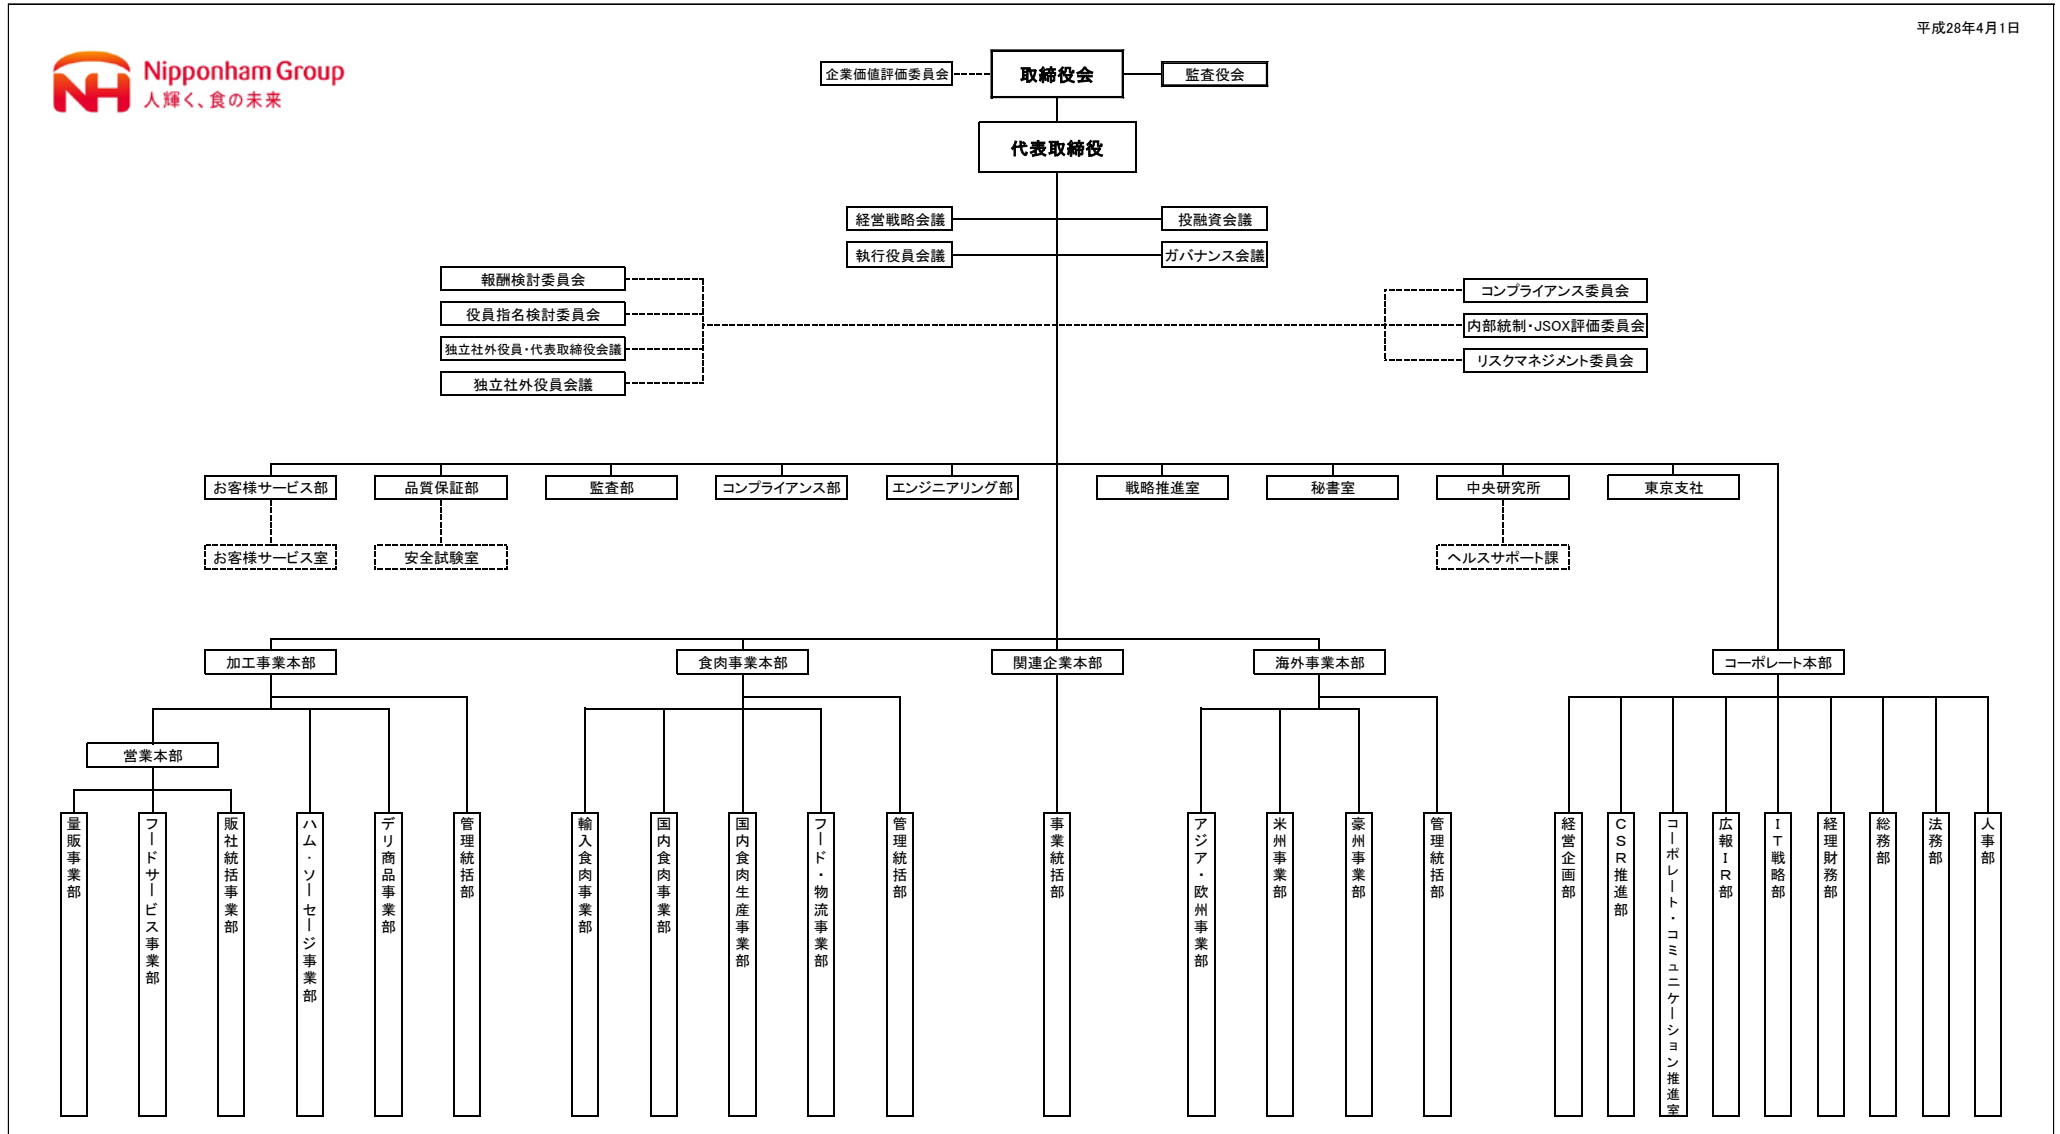 平成28年4月1日
Nipponham Group
人輝く、食の未来
企業価値評価委員会
取締役会
監査役会
代表取締役
経営戦略会議
投融資会議
執行役員会議
ガバナンス会議
報酬検討委員会
役員指名検討委員会
独立社外役員・代表取締役会議
独立社外役員会議
コンプライアンス委員会
内部統制・JSOX評価委員会
リスクマネジメント委員会
お客様サービス部
品質保証部
監査部
コンプライアンス部
エンジニアリング部
戦略推進室
秘書室
中央研究所
東京支社
お客様サービス室
安全試験室
ヘルスサポート課
加工事業本部
食肉事業本部
関連企業本部
海外事業本部
コーポレート本部
営業本部
量販事業部
フードサービス事業部
販社統括事業部
ハム・ソーセージ事業部
デリ商品事業部
管理統括部
輸入食肉事業部
国内食肉事業部
国内食肉生産事業部
フード・物流事業部
管理統括部
事業統括部
アジア・欧州事業部
米州事業部
豪州事業部
管理統括部
経営企画部
CSR推進部
コーポレート・コミュニケーション推進室
広報IR部
IT戦略部
経理財務部
総務部
法務部
人事部